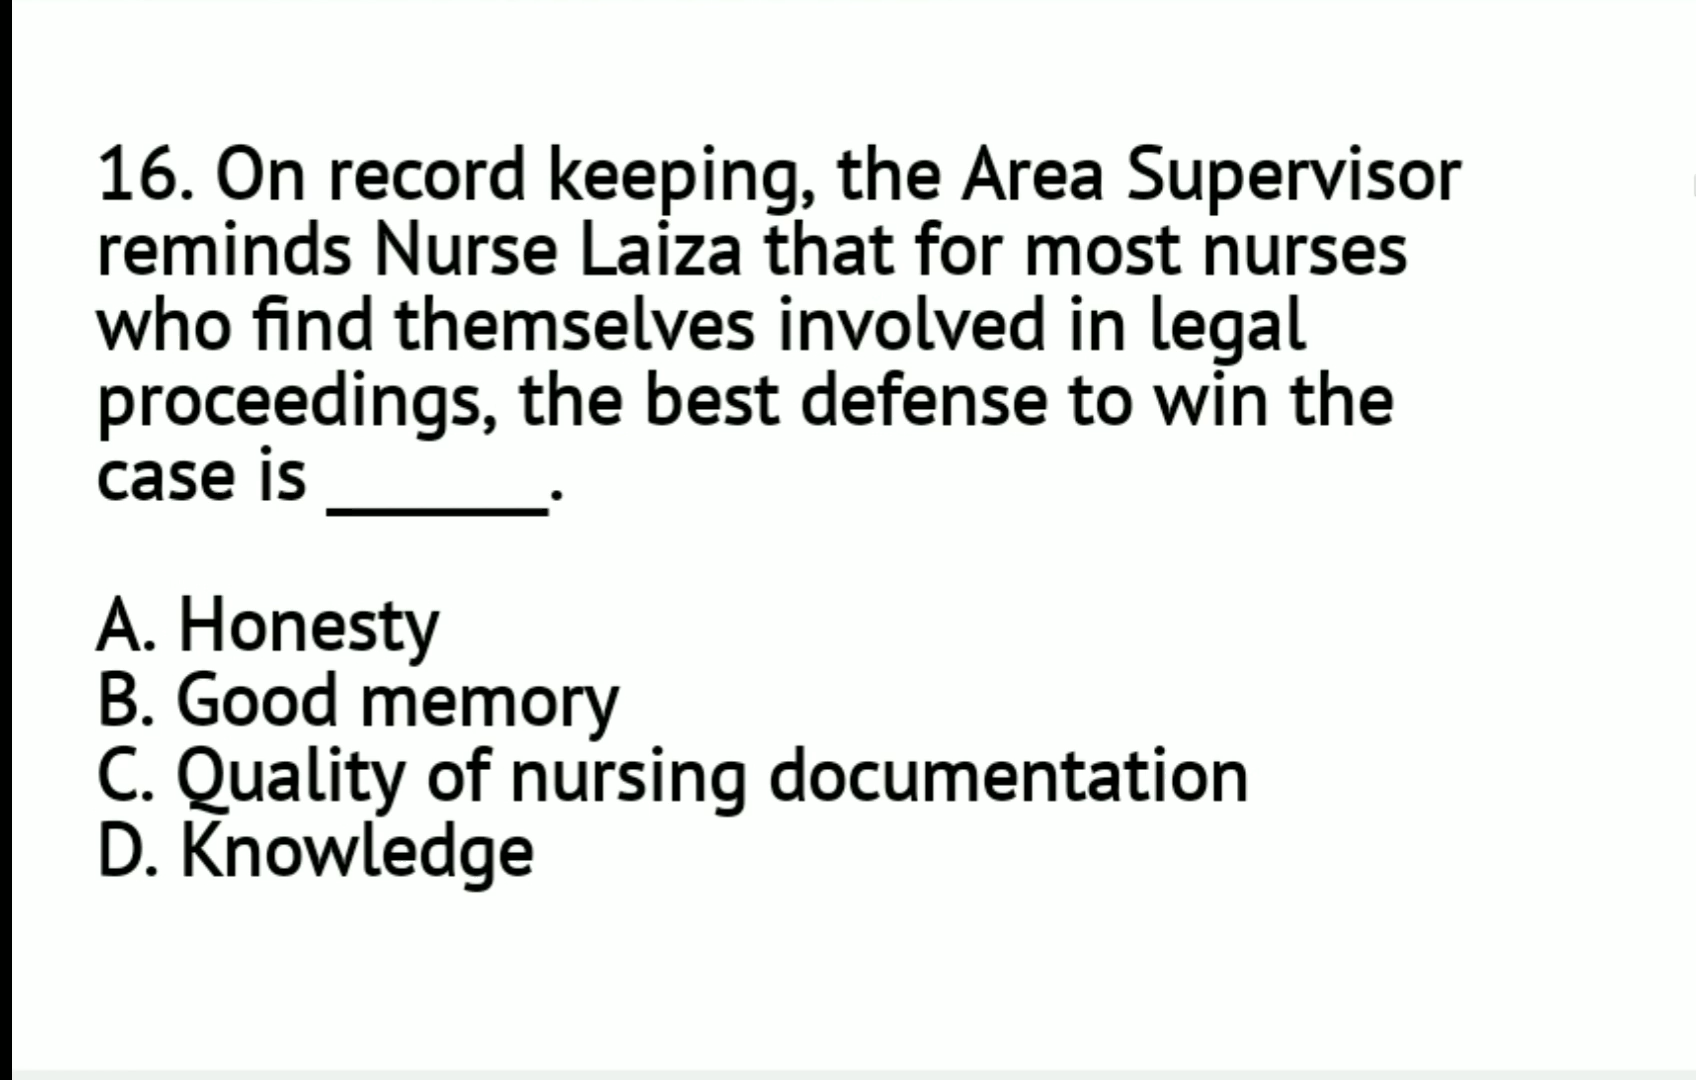 16. On record keeping, the Area Supervisor
reminds Nurse Laiza that for most nurses
who find themselves involved in legal
proceedings, the best defense to win the
case is _______.
A. Honesty
B. Good memory
C. Quality of nursing documentation
D. Knowledge